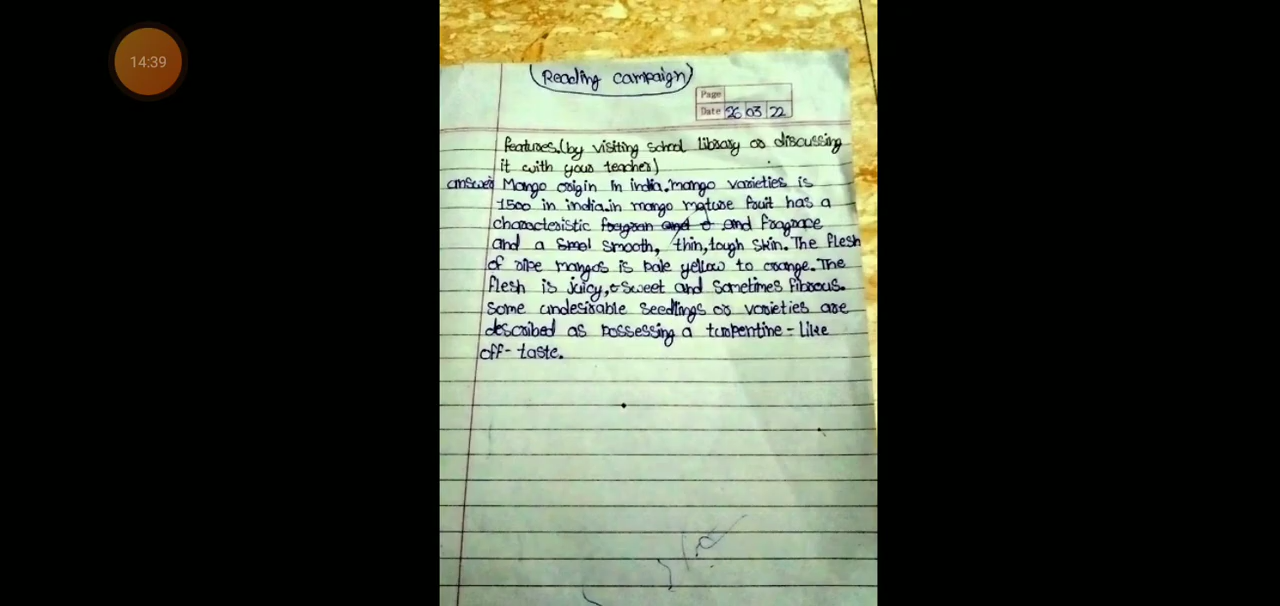 14:39
(Reading campaign)
Page
Date 26 03 22
features.(by visiting school library or discussing
it with your teacher)
answer Mango origin in india.mango varieties is
1500 in india.in mango mature fruit has a
characteristic and fragrance
and a smooth, thin,tough skin.The flesh
of ripe mangos is pale yellow to orange.The
flesh is juicy, sweet and sometimes fibrous.
some undesirable seedlings or varieties are
described as possessing a turpentine-like
off-taste.